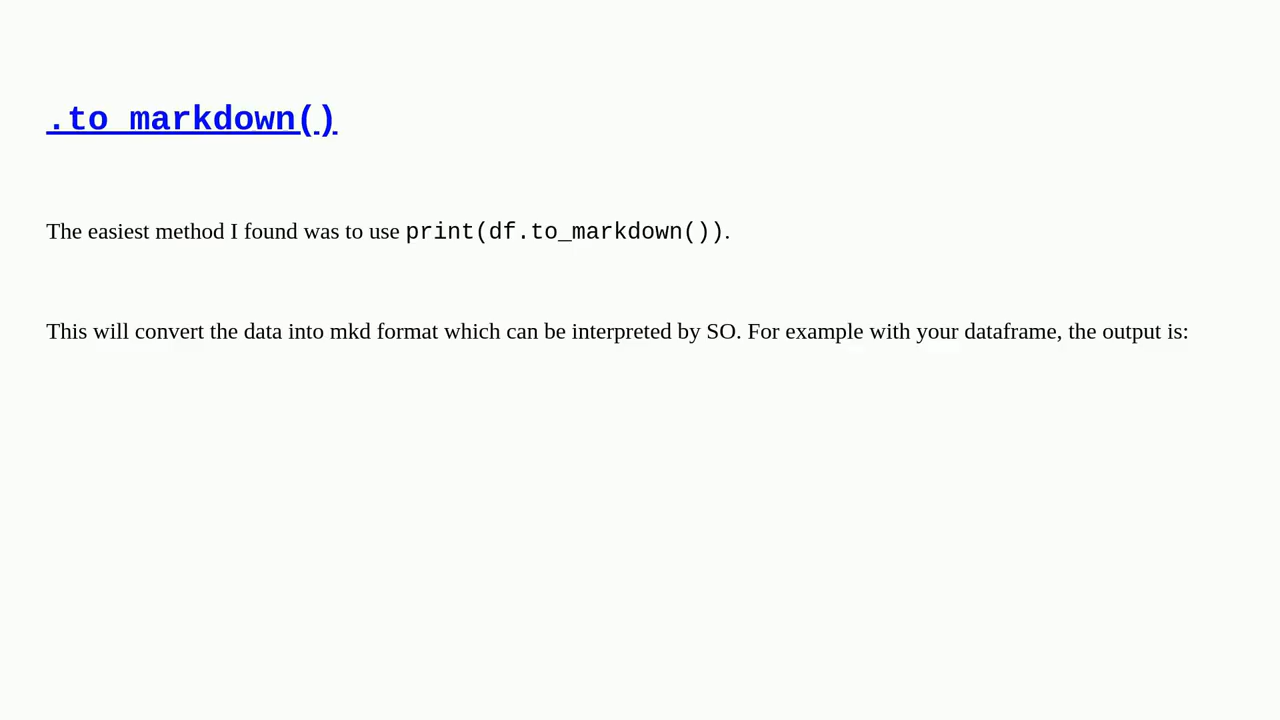 .to_markdown()
The easiest method I found was to use print(df.to_markdown()).
This will convert the data into mkd format which can be interpreted by SO. For example with your dataframe, the output is: